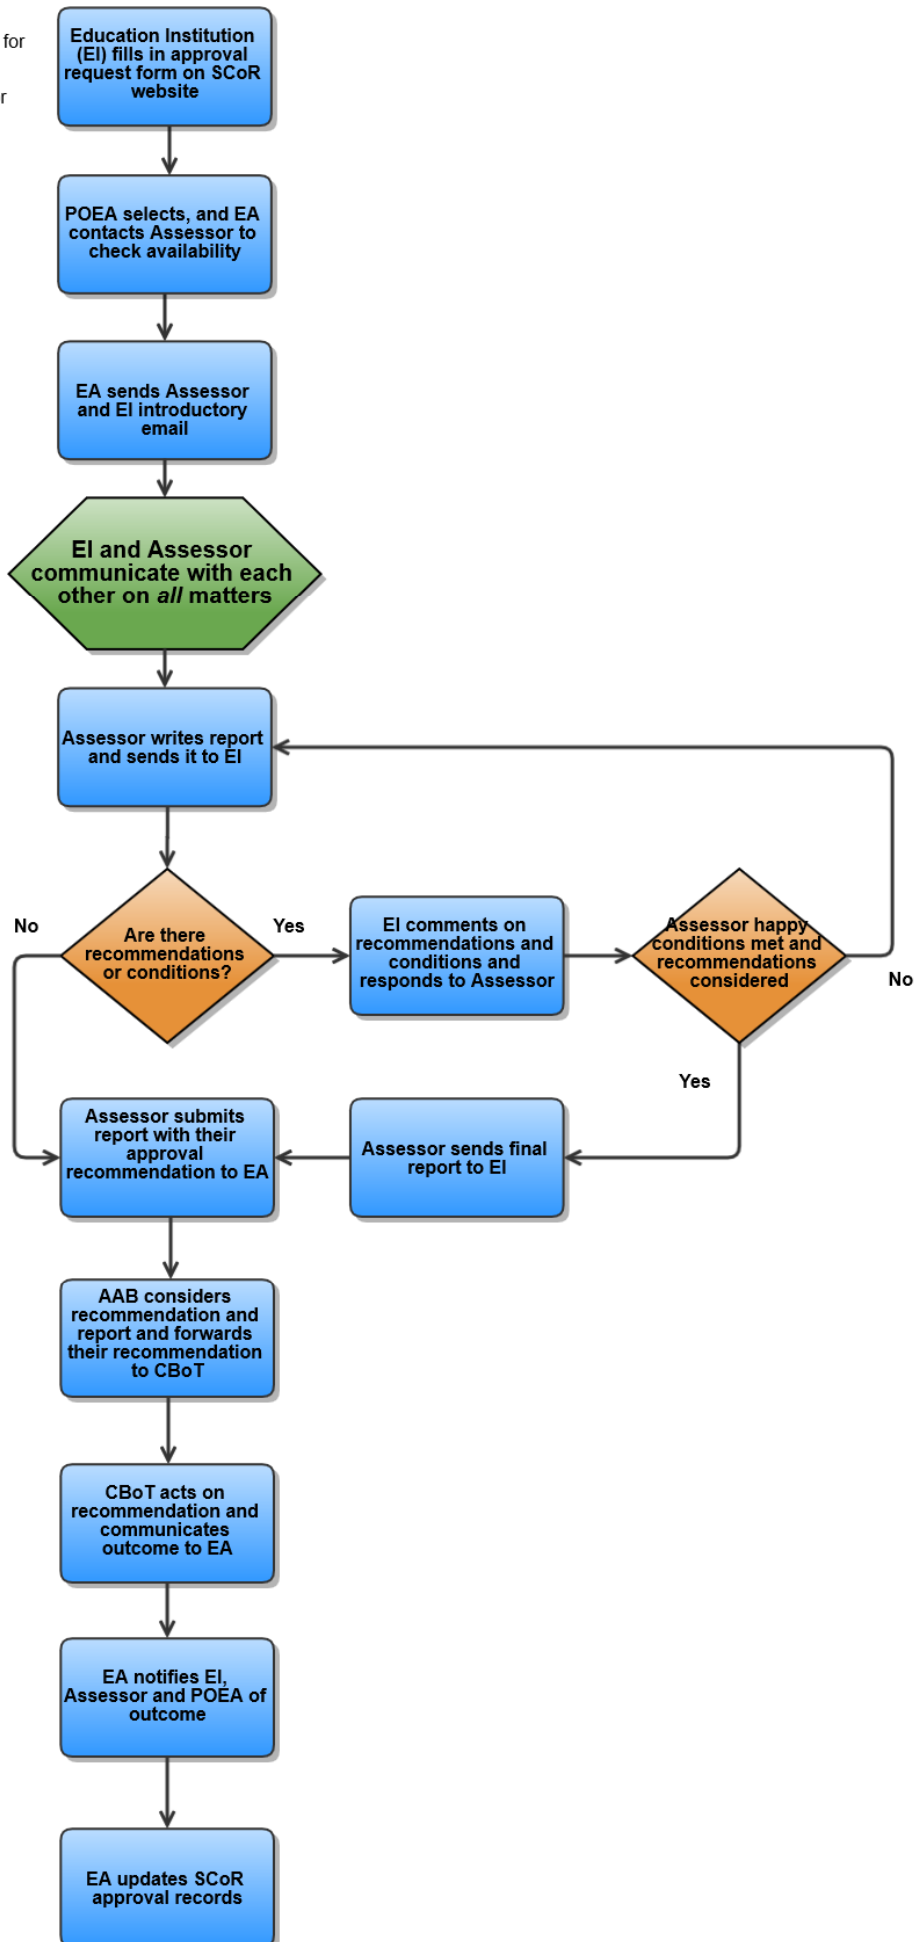 for
r
Education Institution
(EI) fills in approval
request form on SCoR
website
POEA selects, and EA
contacts Assessor to
check availability
EA sends Assessor
and EI introductory
email
EI and Assessor
communicate with each
other on all matters
Assessor writes report
and sends it to EI
No
Are there
recommendations
or conditions?
Yes
EI comments on
recommendations and
conditions and
responds to Assessor
Assessor happy
conditions met and
recommendations
considered
No
Yes
Assessor submits
report with their
approval
recommendation to EA
Assessor sends final
report to EI
AAB considers
recommendation and
report and forwards
their recommendation
to CBoT
CBoT acts on
recommendation and
communicates
outcome to EA
EA notifies EI,
Assessor and POEA of
outcome
EA updates SCoR
approval records